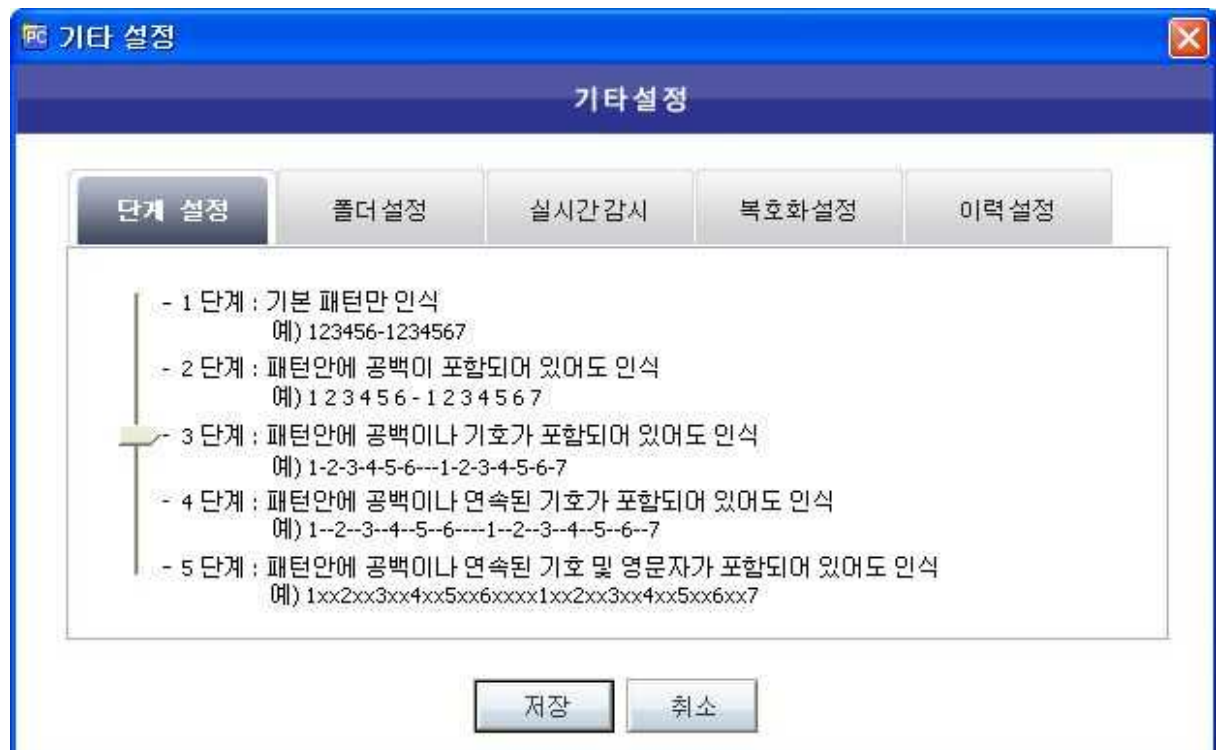 PC 기타 설정
기타설정
단계 설정 폴더설정 실시간감시 복호화설정 이력설정
- 1 단계 : 기본 패턴만 인식
예) 123456-1234567
- 2 단계 : 패턴안에 공백이 포함되어 있어도 인식
예) 1 2 3 4 5 6 - 1 2 3 4 5 6 7
- 3 단계 : 패턴안에 공백이나 기호가 포함되어 있어도 인식
예) 1-2-3-4-5-6---1-2-3-4-5-6-7
- 4 단계 : 패턴안에 공백이나 연속된 기호가 포함되어 있어도 인식
예) 1--2--3--4--5--6----1--2--3--4--5--6--7
- 5 단계 : 패턴안에 공백이나 연속된 기호 및 영문자가 포함되어 있어도 인식
예) 1xx2xx3xx4xx5xx6xxxx1xx2xx3xx4xx5xx6xx7
저장 취소